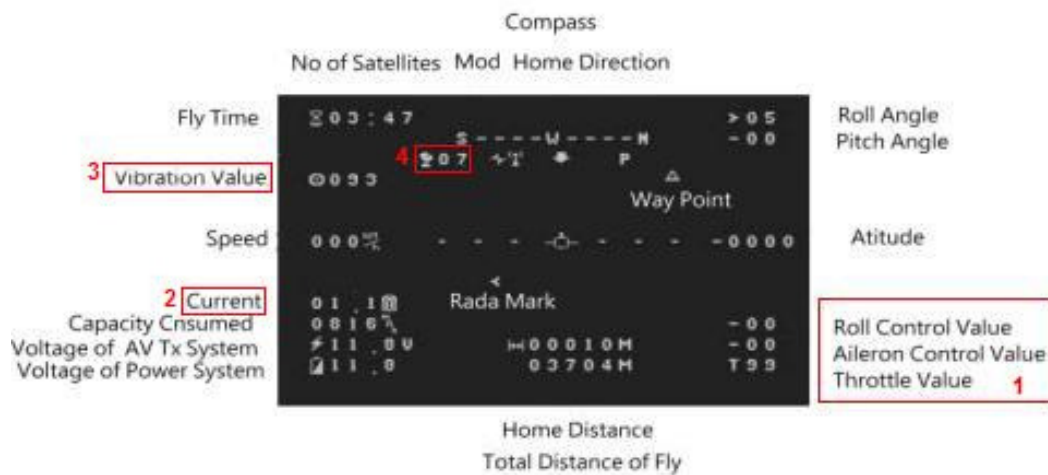 Compass
No of Satellites Mod Home Direction
Fly Time
03:47
>05
Roll Angle
S----W----N
-00
Pitch Angle
4
07
P
3
Vibration Value
093
Way Point
Speed
000
- - - - - - -0000
Atitude
2
Current
01.1
Rada Mark
Capacity Cnsumed
0816
-00
Roll Control Value
Voltage of AV Tx System
11.8V
00010M
-00
Aileron Control Value
Voltage of Power System
11.8
03704M
T99
Throttle Value
1
Home Distance
Total Distance of Fly